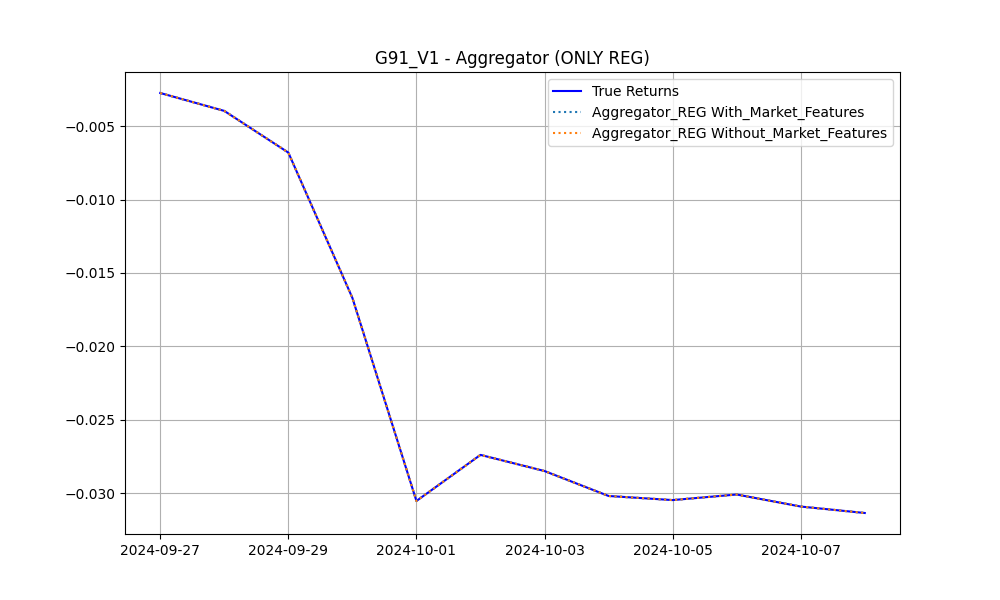 G91_V1 - Aggregator (ONLY REG)
True Returns
Aggregator_REG With_Market_Features
Aggregator_REG Without_Market_Features
−0.005
−0.010
−0.015
−0.020
−0.025
−0.030
2024-09-27 2024-09-29 2024-10-01 2024-10-03 2024-10-05 2024-10-07